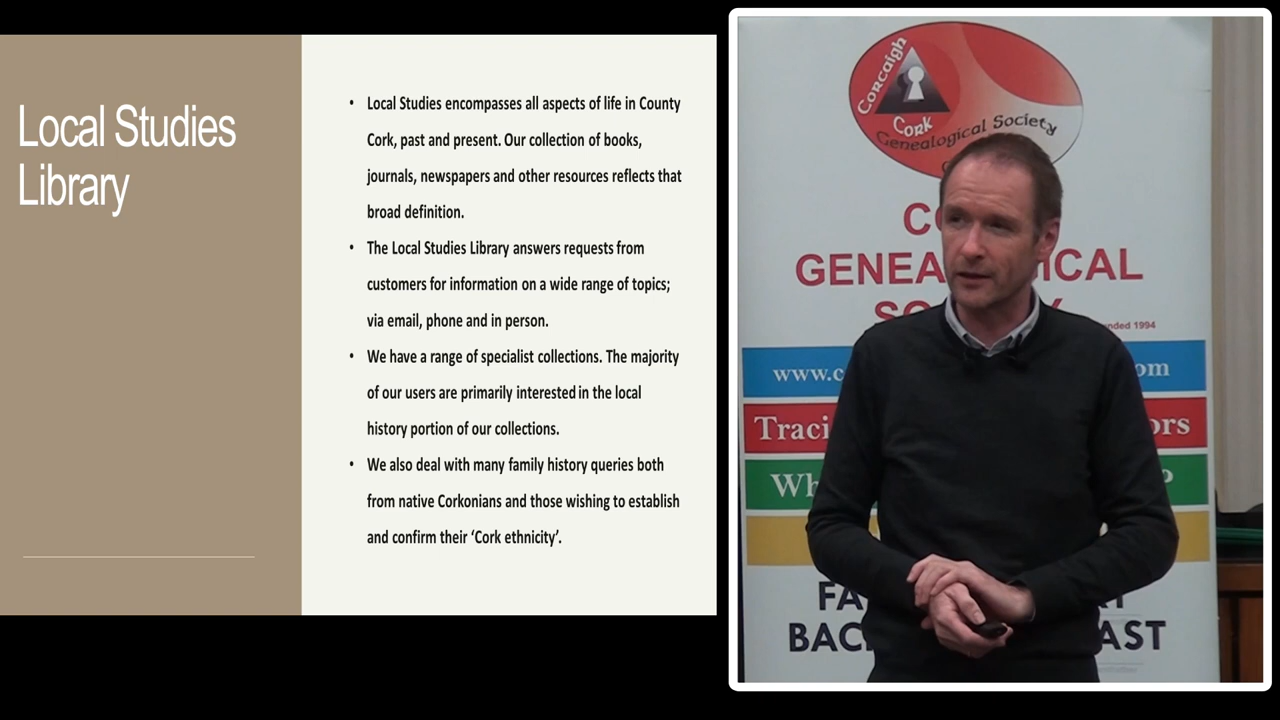 Local Studies
Library
• Local Studies encompasses all aspects of life in County
Cork, past and present. Our collection of books,
journals, newspapers and other resources reflects that
broad definition.
• The Local Studies Library answers requests from
customers for information on a wide range of topics;
via email, phone and in person.
• We have a range of specialist collections. The majority
of our users are primarily interested in the local
history portion of our collections.
• We also deal with many family history queries both
from native Corkonians and those wishing to establish
and confirm their ‘Cork ethnicity’.
Corcaigh
Cork
Genealogical Society
GENEA ICAL
nded 1994
www.c om
Traci ors
Wh ?
FA
BAC AST